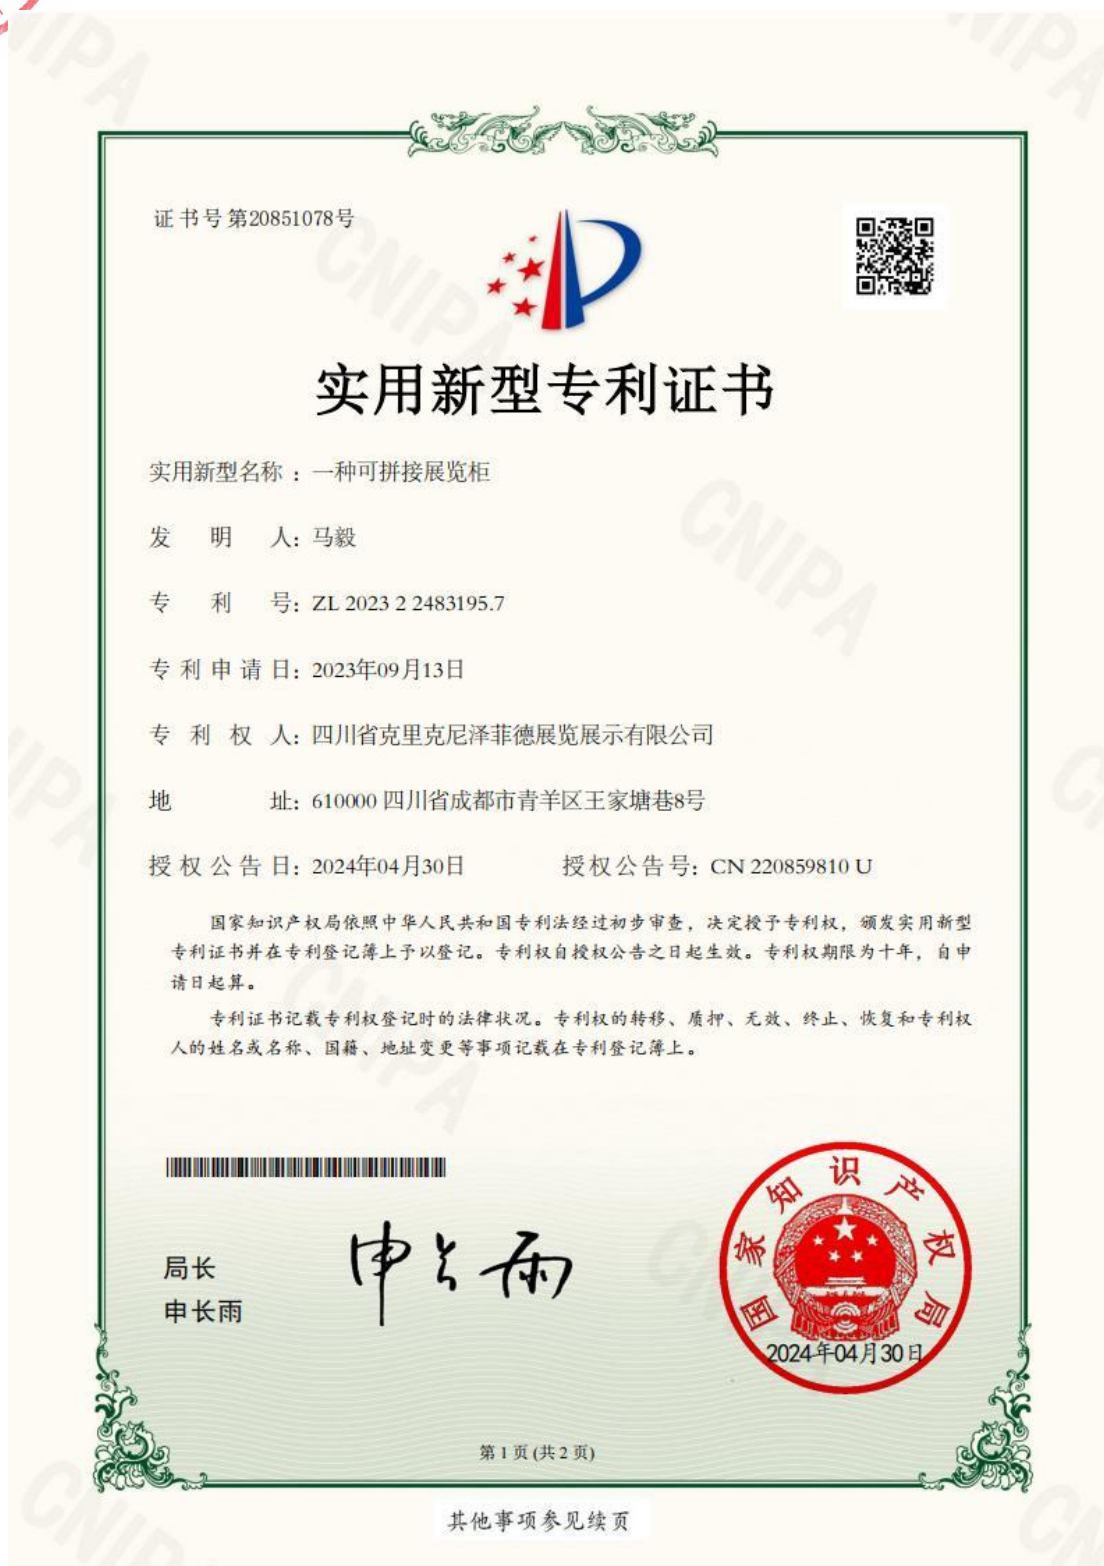 证书号第20851078号
实用新型专利证书
实用新型名称：一种可拼接展览柜
发明人：马毅
专利号：ZL 2023 2 2483195.7
专利申请日：2023年09月13日
专利权人：四川省克里克尼泽菲德展览展示有限公司
地址：610000 四川省成都市青羊区王家塘巷8号
授权公告日：2024年04月30日 授权公告号：CN 220859810 U
国家知识产权局依照中华人民共和国专利法经过初步审查，决定授予专利权，颁发实用新型
专利证书并在专利登记簿上予以登记。专利权自授权公告之日起生效。专利权期限为十年，自申
请日起算。
专利证书记载专利权登记时的法律状况。专利权的转移、质押、无效、终止、恢复和专利权
人的姓名或名称、国籍、地址变更等事项记载在专利登记簿上。
局长
申长雨
申长雨
国家知识产权局
2024年04月30日
第 1 页 (共 2 页)
其他事项参见续页
CNIPA
CNIPA
CNIPA
CNIPA
CNIPA